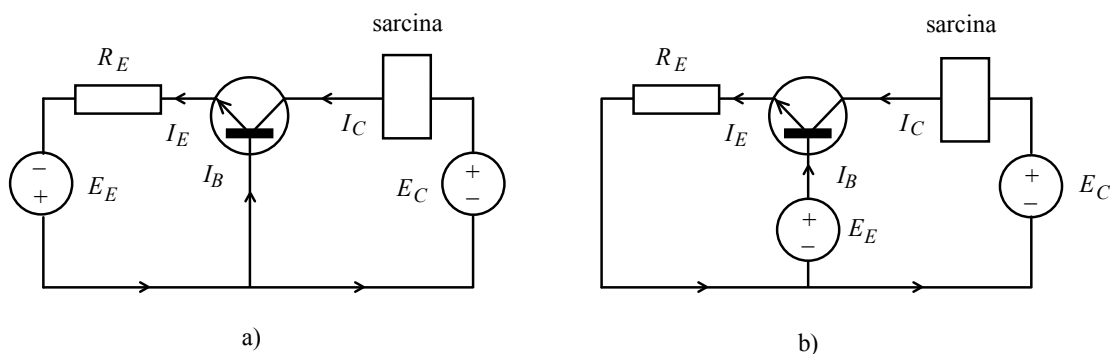 sarcina
R_E
I_E
I_C
I_B
− + E_E
E_C + −
a)
sarcina
R_E
I_E
I_C
I_B
+ − E_E
+ − E_C
b)